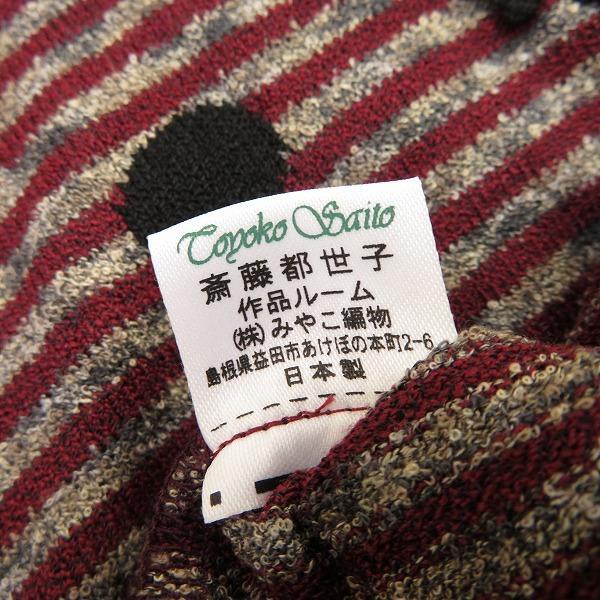 Toyoko Saito
斎藤都世子
作品ルーム
(株)みやこ編物
島根県益田市あけぼの本町2-6
日本製